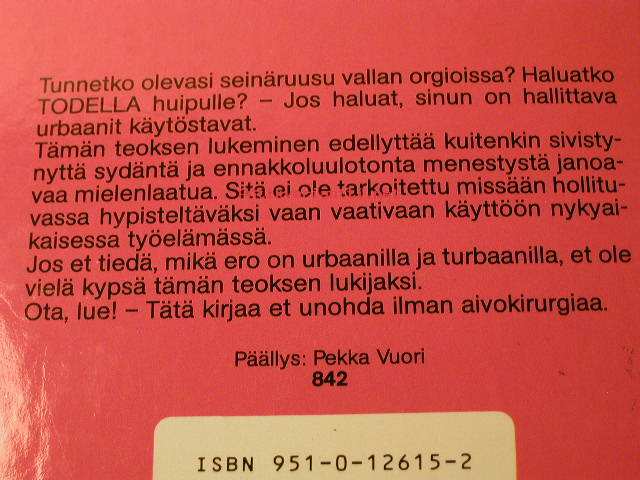 Tunnetko olevasi seinäruusu vallan orgioissa? Haluatko
TODELLA huipulle? – Jos haluat, sinun on hallittava
urbaanit käytöstavat.
Tämän teoksen lukeminen edellyttää kuitenkin sivisty-
nyttä sydäntä ja ennakkoluulotonta menestystä janoa-
vaa mielenlaatua. Sitä ei ole tarkoitettu missään hollitu-
vassa hypisteltäväksi vaan vaativaan käyttöön nykyai-
kaisessa työelämässä.
Jos et tiedä, mikä ero on urbaanilla ja turbaanilla, et ole
vielä kypsä tämän teoksen lukijaksi.
Ota, lue! – Tätä kirjaa et unohda ilman aivokirurgiaa.
Päällys: Pekka Vuori
842
ISBN 951-0-12615-2